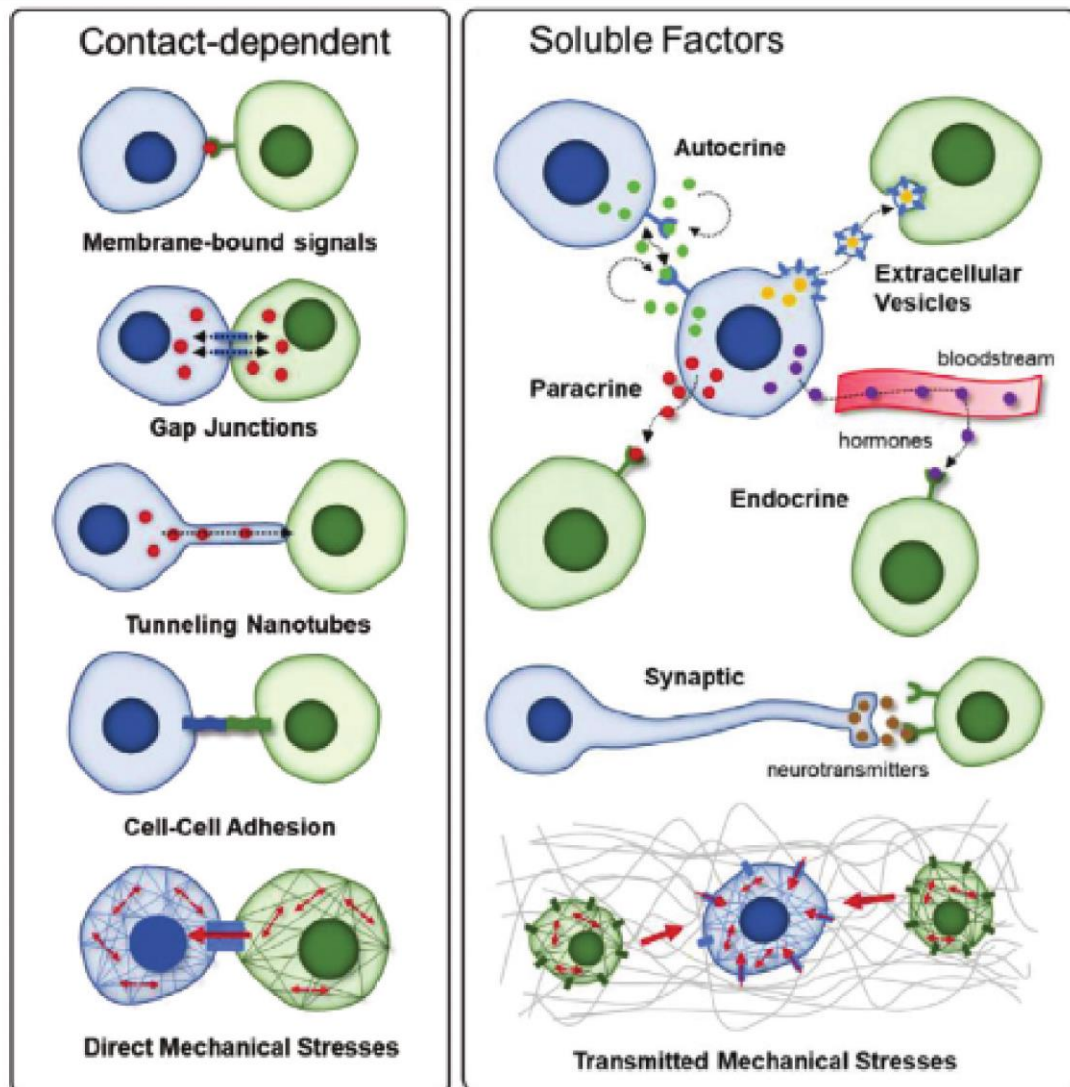 Contact-dependent
Membrane-bound signals
Gap Junctions
Tunneling Nanotubes
Cell-Cell Adhesion
Direct Mechanical Stresses
Soluble Factors
Autocrine
Extracellular
Vesicles
bloodstream
Paracrine
hormones
Endocrine
Synaptic
neurotransmitters
Transmitted Mechanical Stresses